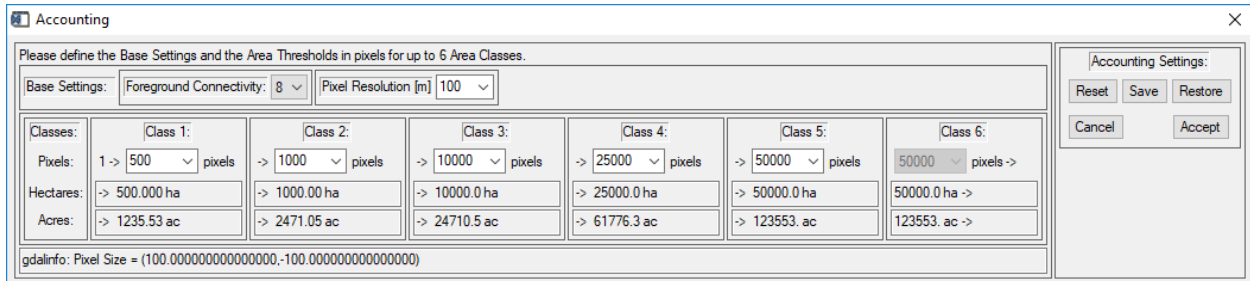 Accounting
Please define the Base Settings and the Area Thresholds in pixels for up to 6 Area Classes.
Accounting Settings:
Base Settings: Foreground Connectivity: 8 Pixel Resolution [m] 100
Reset Save Restore
Cancel Accept
Classes: Class 1: Class 2: Class 3: Class 4: Class 5: Class 6:
Pixels: 1 -> 500 pixels -> 1000 pixels -> 10000 pixels -> 25000 pixels -> 50000 pixels 50000 pixels ->
Hectares: -> 500.000 ha -> 1000.00 ha -> 10000.0 ha -> 25000.0 ha -> 50000.0 ha 50000.0 ha ->
Acres: -> 1235.53 ac -> 2471.05 ac -> 24710.5 ac -> 61776.3 ac -> 123553. ac 123553. ac ->
gdalinfo: Pixel Size = (100.000000000000000,-100.000000000000000)